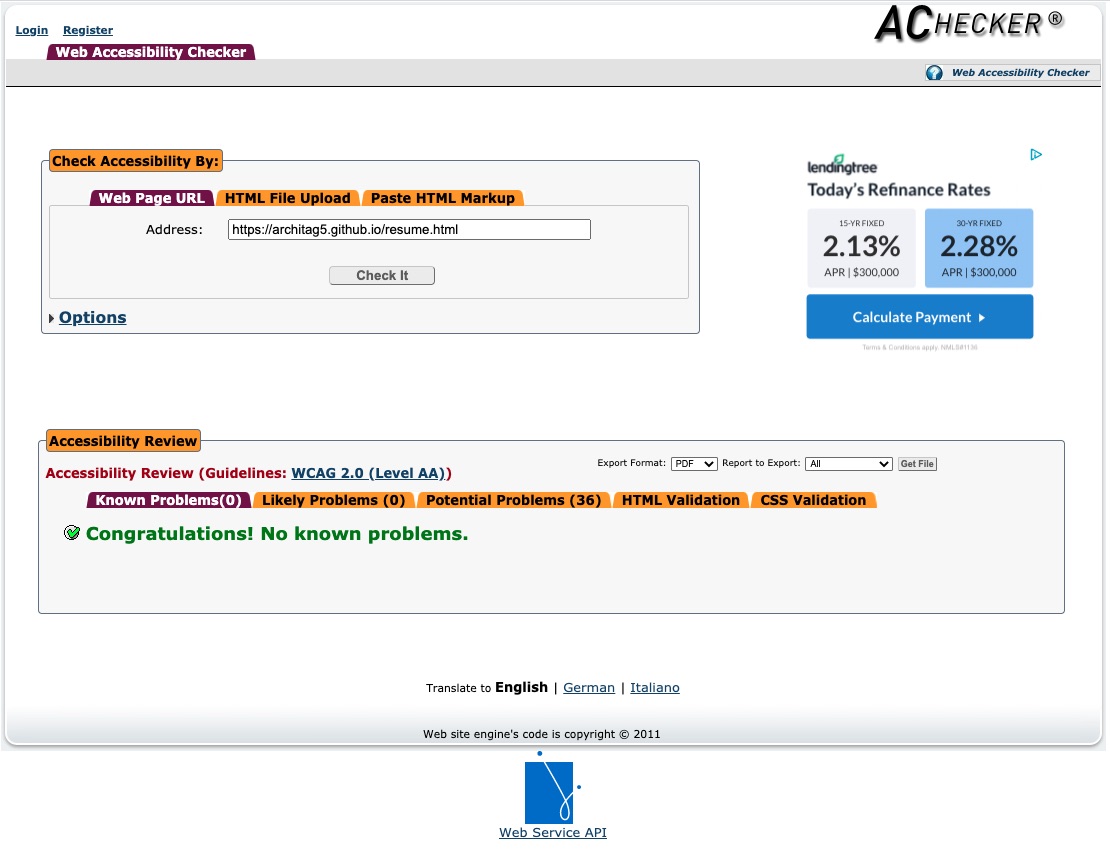 Login Register
ACHECKER ®
Web Accessibility Checker
Web Accessibility Checker
Check Accessibility By:
Web Page URL HTML File Upload Paste HTML Markup
Address: https://architag5.github.io/resume.html
Check It
Options
lendingtree
Today's Refinance Rates
15-YR FIXED 30-YR FIXED
2.13% 2.28%
APR | $300,000 APR | $300,000
Calculate Payment
Terms & Conditions apply. NMLS#1136
Accessibility Review
Accessibility Review (Guidelines: WCAG 2.0 (Level AA))
Export Format: PDF Report to Export: All Get File
Known Problems(0) Likely Problems (0) Potential Problems (36) HTML Validation CSS Validation
Congratulations! No known problems.
Translate to English | German | Italiano
Web site engine's code is copyright © 2011
Web Service API